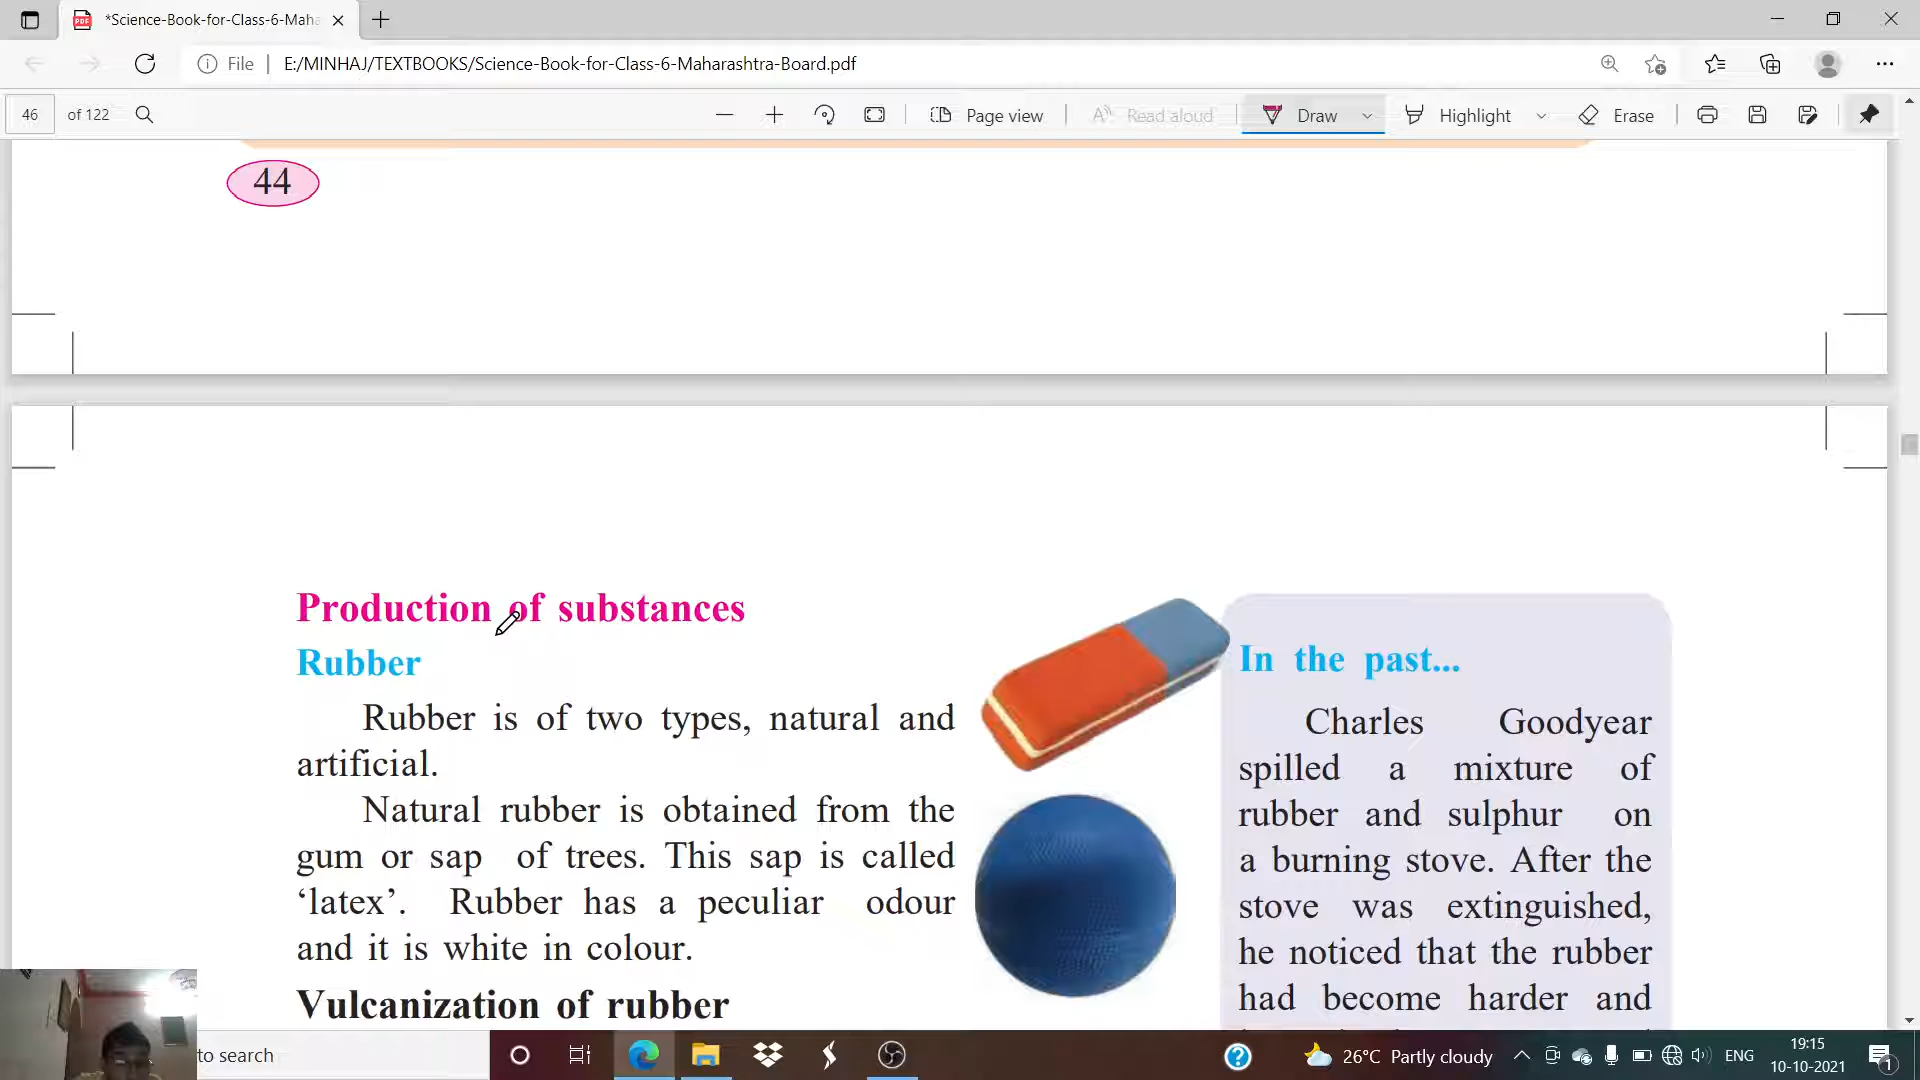 *Science-Book-for-Class-6-Maha
File
E:/MINHAJ/TEXTBOOKS/Science-Book-for-Class-6-Maharashtra-Board.pdf
46 of 122
Page view
Read aloud
Draw
Highlight
Erase
44
Production of substances
Rubber
Rubber is of two types, natural and
artificial.
Natural rubber is obtained from the
gum or sap of trees. This sap is called
‘latex’. Rubber has a peculiar odour
and it is white in colour.
Vulcanization of rubber
In the past...
Charles Goodyear
spilled a mixture of
rubber and sulphur on
a burning stove. After the
stove was extinguished,
he noticed that the rubber
had become harder and
to search
26°C Partly cloudy
ENG
19:15
10-10-2021
1